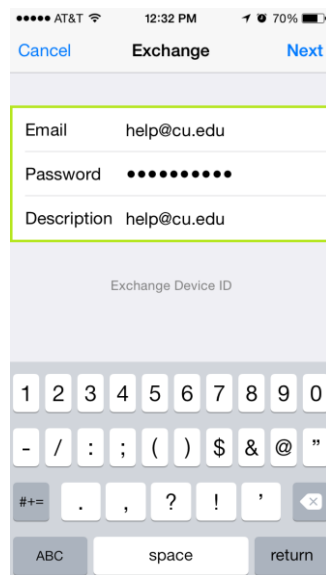 AT&T 12:32 PM 70%
Cancel Exchange Next
Email help@cu.edu
Password ●●●●●●●●●●
Description help@cu.edu
Exchange Device ID
1 2 3 4 5 6 7 8 9 0
- / : ; ( ) $ & @ ”
#+= . , ? ! ’
ABC space return